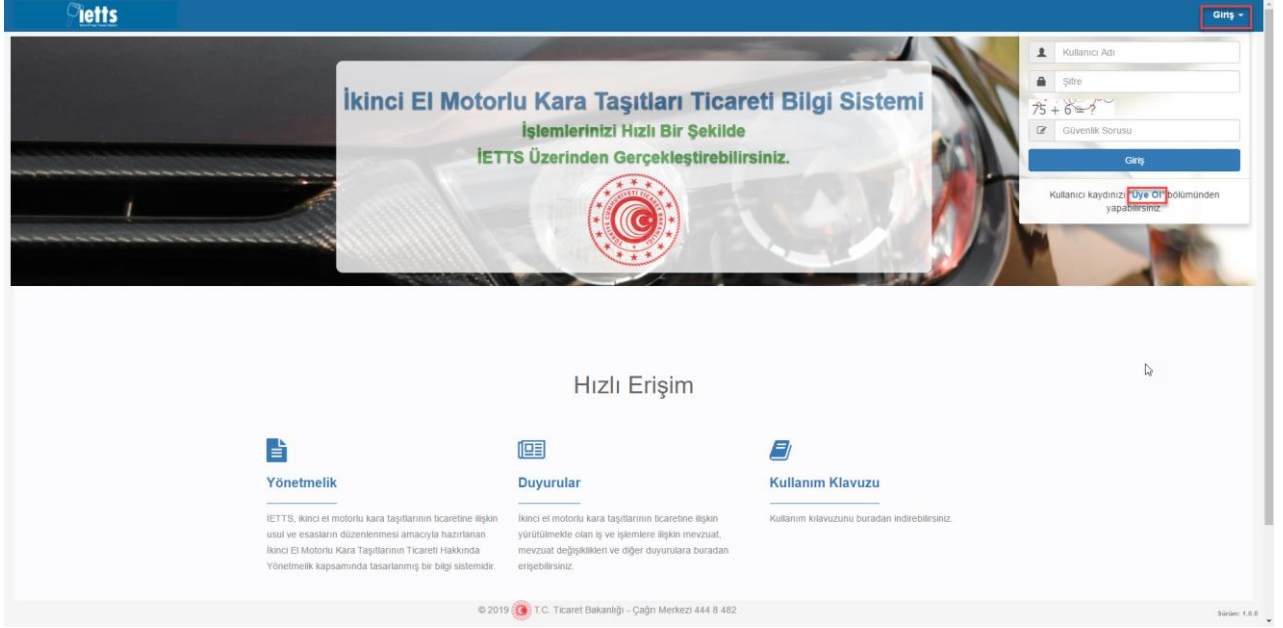 ietts
Giriş
Kullanıcı Adı
Şifre
75 + 6 = ?
Güvenlik Sorusu
Giriş
Kullanıcı kaydınızı "Üye Ol" bölümünden
yapabilirsiniz.
İkinci El Motorlu Kara Taşıtları Ticareti Bilgi Sistemi
İşlemlerinizi Hızlı Bir Şekilde
İETTS Üzerinden Gerçekleştirebilirsiniz.
Hızlı Erişim
Yönetmelik
İETTS, ikinci el motorlu kara taşıtlarının ticaretine ilişkin
usul ve esasların düzenlenmesi amacıyla hazırlanan
İkinci El Motorlu Kara Taşıtlarının Ticareti Hakkında
Yönetmelik kapsamında tasarlanmış bir bilgi sistemidir.
Duyurular
İkinci el motorlu kara taşıtlarının ticaretine ilişkin
yürütülmekte olan iş ve işlemlere ilişkin mevzuat,
mevzuat değişiklikleri ve diğer duyurulara buradan
erişebilirsiniz.
Kullanım Klavuzu
Kullanım kılavuzunu buradan indirebilirsiniz.
© 2019 T.C. Ticaret Bakanlığı - Çağrı Merkezi 444 8 482
Sürüm: 1.0.0